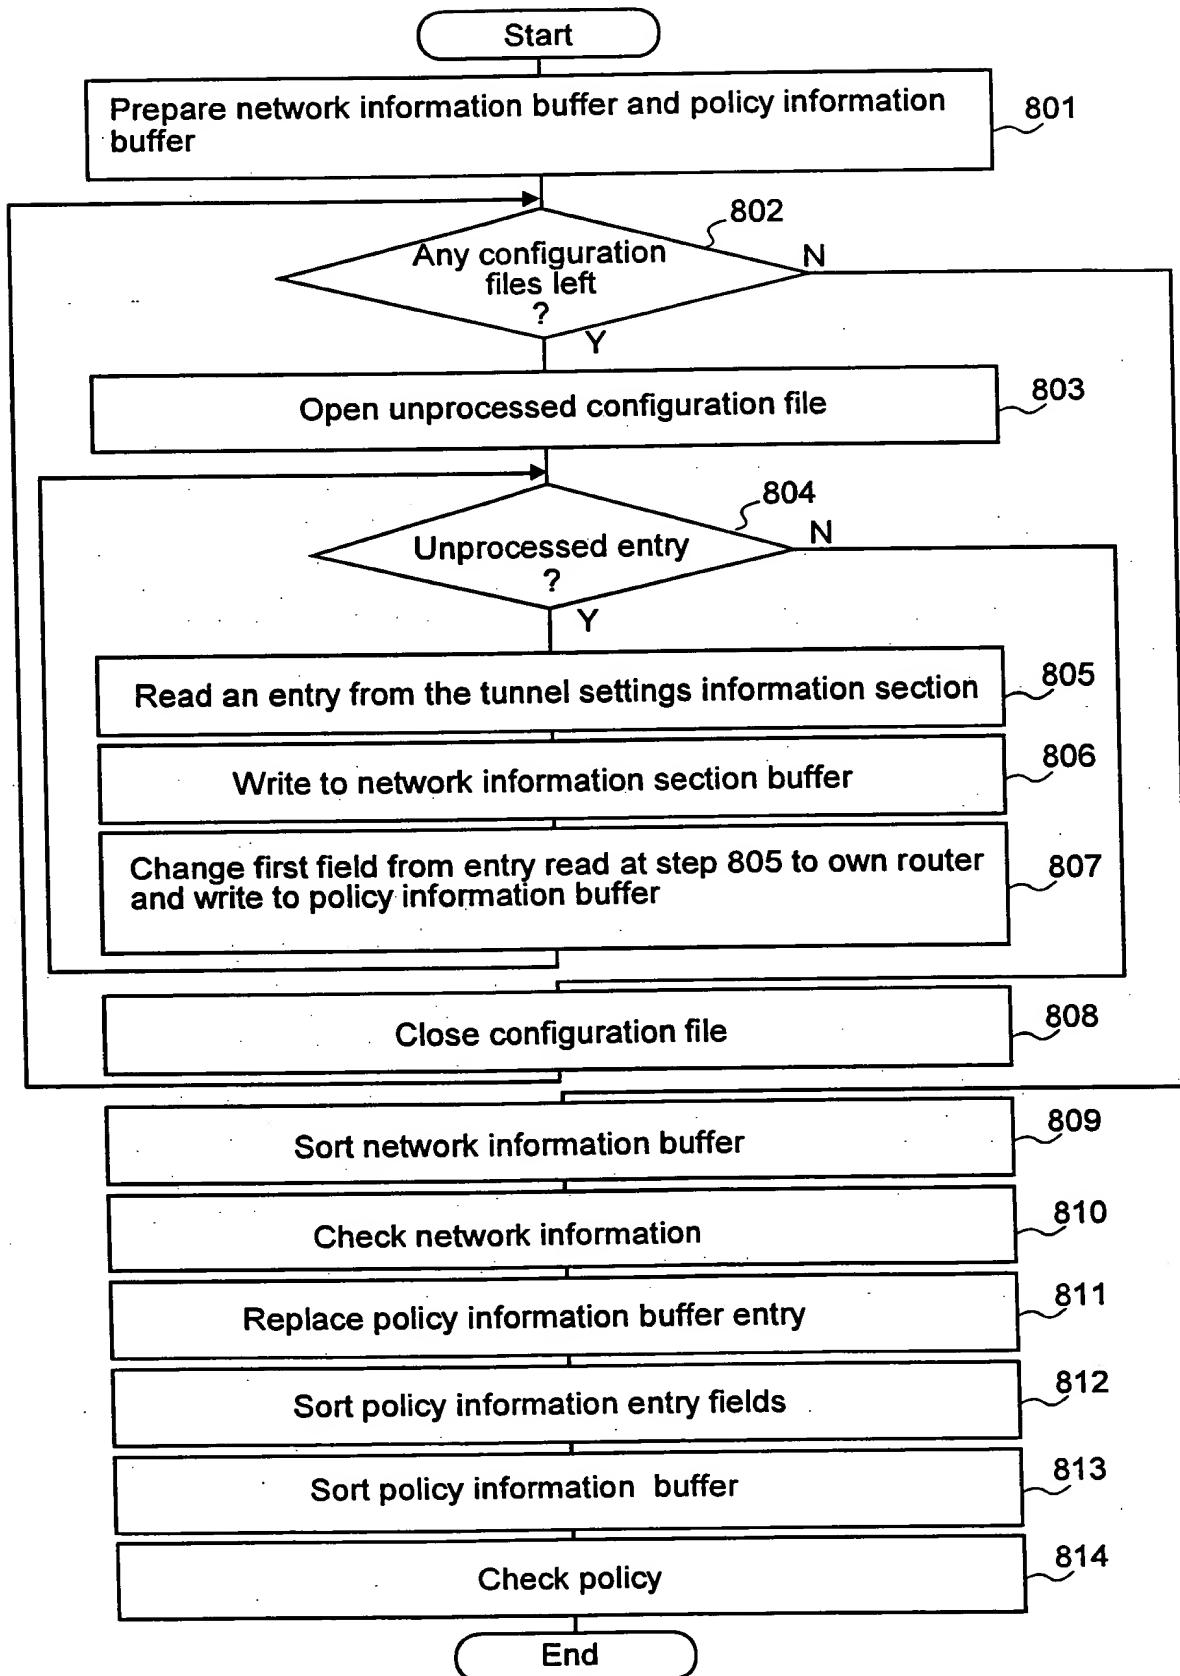 Start
Prepare network information buffer and policy information
buffer
801
802
Any configuration
files left
?
N
Y
Open unprocessed configuration file
803
804
Unprocessed entry
?
N
Y
Read an entry from the tunnel settings information section
805
Write to network information section buffer
806
Change first field from entry read at step 805 to own router
and write to policy information buffer
807
Close configuration file
808
Sort network information buffer
809
Check network information
810
Replace policy information buffer entry
811
Sort policy information entry fields
812
Sort policy information buffer
813
Check policy
814
End